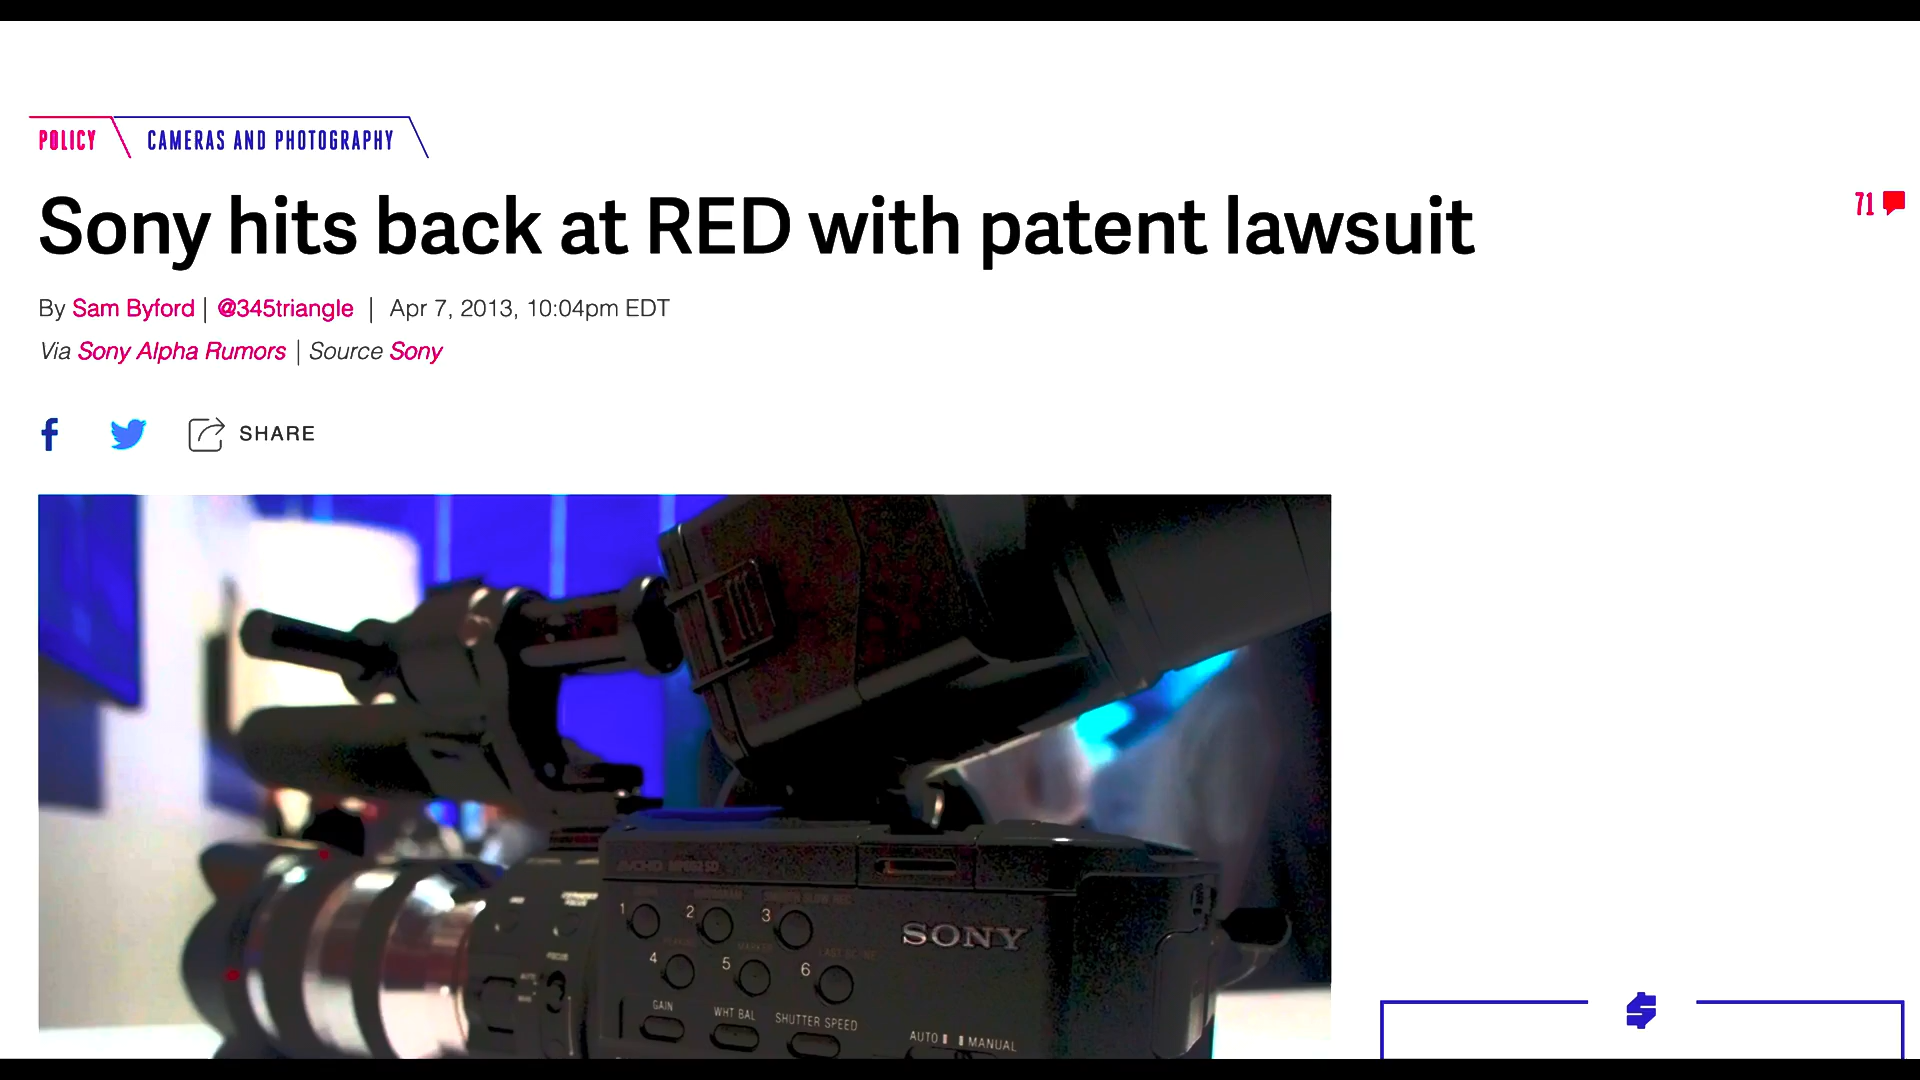 POLICY CAMERAS AND PHOTOGRAPHY
Sony hits back at RED with patent lawsuit
71
By Sam Byford | @345triangle | Apr 7, 2013, 10:04pm EDT
Via Sony Alpha Rumors | Source Sony
SHARE
1 2 3
SONY
4 5 6
FOCUS
GAIN WHT BAL SHUTTER SPEED
AUTO MANUAL